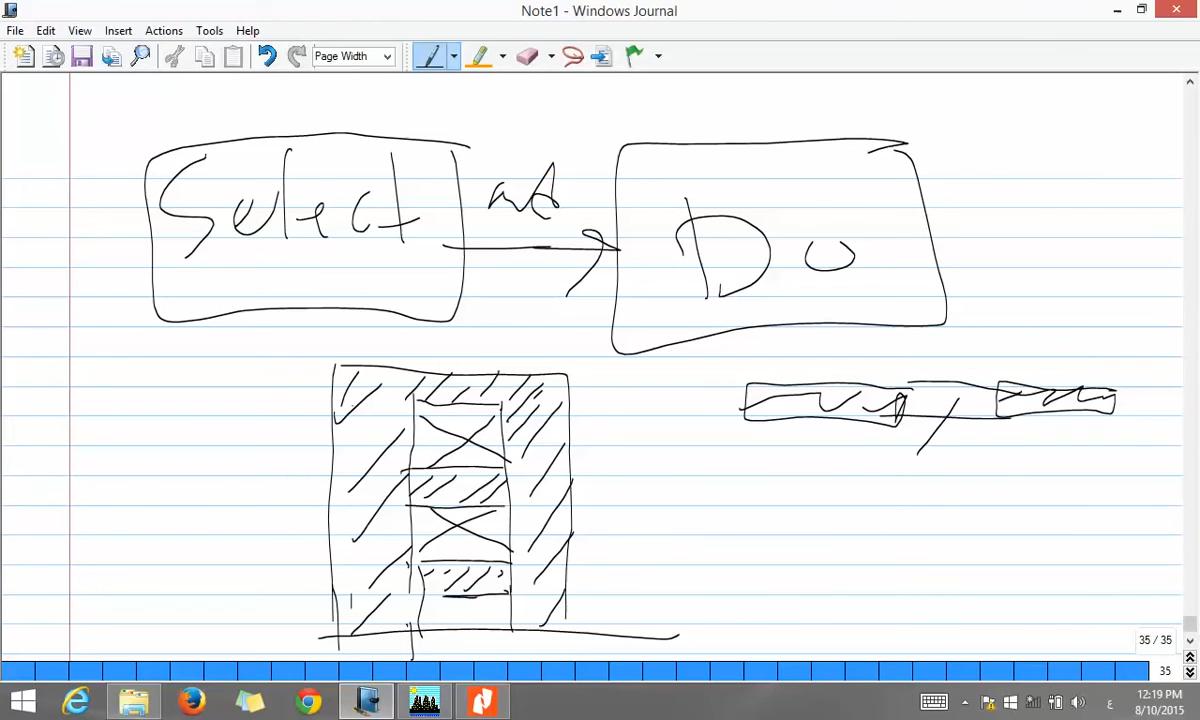 Note1 - Windows Journal
File Edit View Insert Actions Tools Help
Page Width
Select
Do
35 / 35
35
12:19 PM
ع
8/10/2015